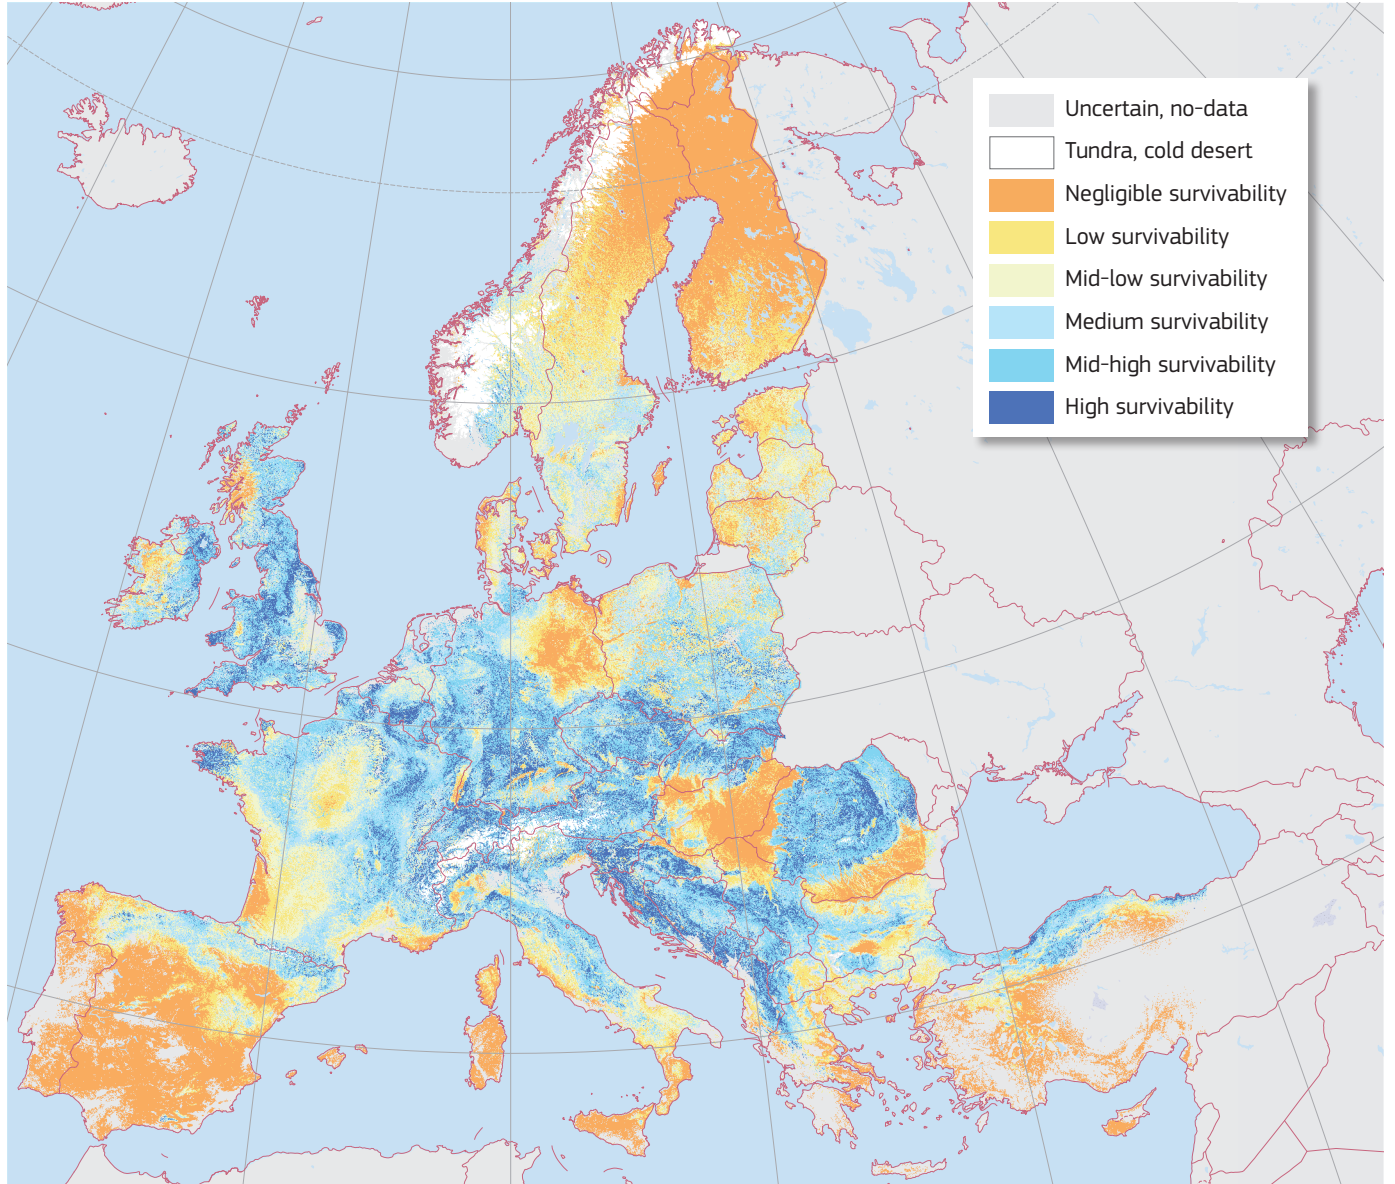 Uncertain, no-data
Tundra, cold desert
Negligible survivability
Low survivability
Mid-low survivability
Medium survivability
Mid-high survivability
High survivability